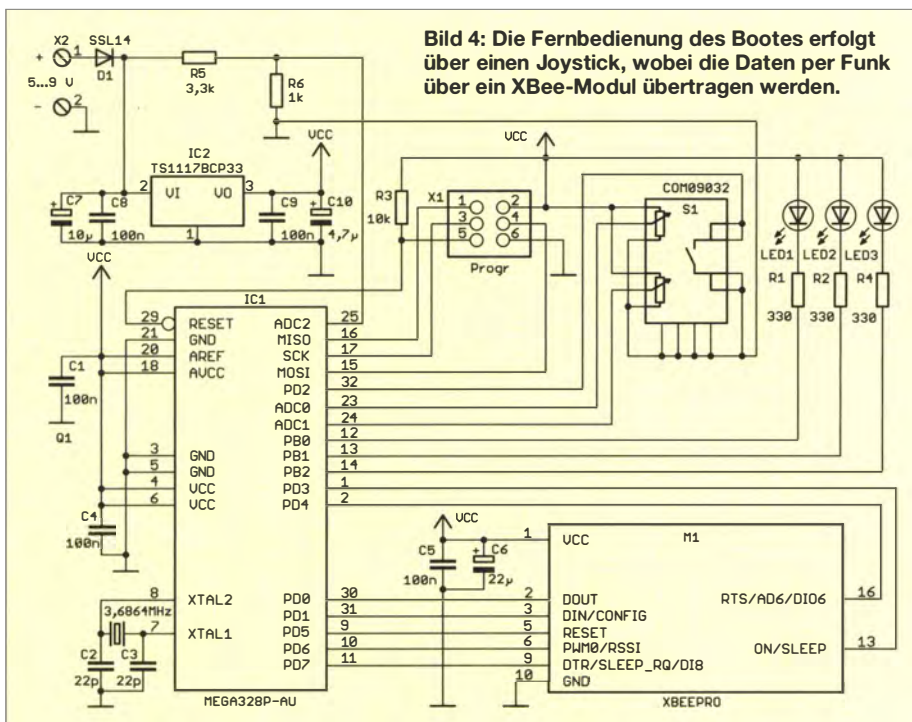 Bild 4: Die Fernbedienung des Bootes erfolgt
über einen Joystick, wobei die Daten per Funk
über ein XBee-Modul übertragen werden.
X2
1
SSL14
+
D1
5...9 V
-
2
R5
3,3k
R6
1k
IC2
TS1117BCP33
VCC
2
VI
VO
3
1
+
C7
10µ
C8
100n
C9
100n
+
C10
4,7µ
VCC
R3
10k
X1
1
2
3
4
5
6
Progr
VCC
COM09032
S1
LED1
LED2
LED3
R1
R2
R4
330
330
330
IC1
29
RESET
21
GND
20
AREF
18
AVCC
3
GND
5
GND
4
VCC
6
VCC
8
XTAL2
7
XTAL1
ADC2
25
MISO
16
SCK
17
MOSI
15
PD2
32
ADC0
23
ADC1
24
PB0
12
PB1
13
PB2
14
PD3
1
PD4
2
PD0
30
PD1
31
PD5
9
PD6
10
PD7
11
MEGA328P-AU
C1
100n
Q1
C4
100n
3,6864MHz
C2
22p
C3
22p
VCC
C5
100n
+
C6
22µ
M1
1
VCC
2
DOUT
3
DIN/CONFIG
5
RESET
6
PWM0/RSSI
9
DTR/SLEEP_RQ/DI8
10
GND
RTS/AD6/DIO6
16
ON/SLEEP
13
XBEEPRO